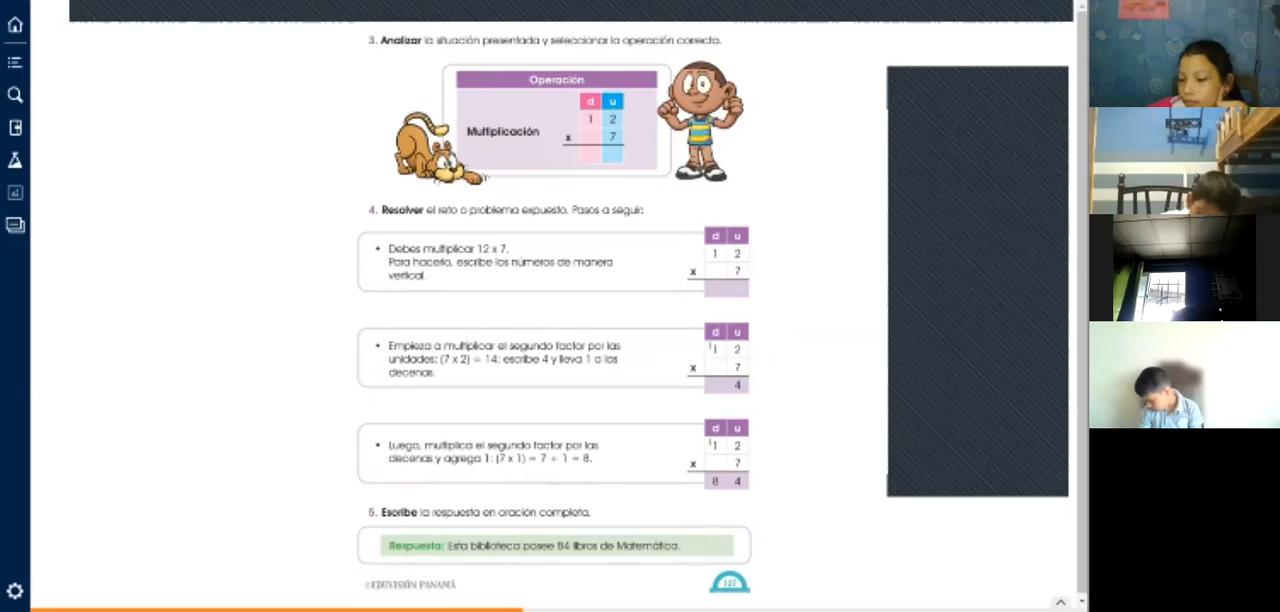 3. Analizar la situación presentada y seleccionar la operación correcta.
Operación
d u
1 2
Multiplicación
x 7
4. Resolver el reto o problema expuesto. Pasos a seguir:
• Debes multiplicar 12 x 7.
Para hacerlo, escribe los números de manera
vertical.
d u
1 2
x 7
• Empieza a multiplicar el segundo factor por las
unidades: (7 x 2) = 14: escribe 4 y lleva 1 a las
decenas.
d u
1 1 2
x 7
4
• Luego, multiplica el segundo factor por las
decenas y agrega 1: (7 x 1) = 7 + 1 = 8.
d u
1 1 2
x 7
8 4
5. Escribe la respuesta en oración completa.
Respuesta: Esta biblioteca posee 84 libros de Matemática.
©EDUVISIÓN PANAMÁ
127